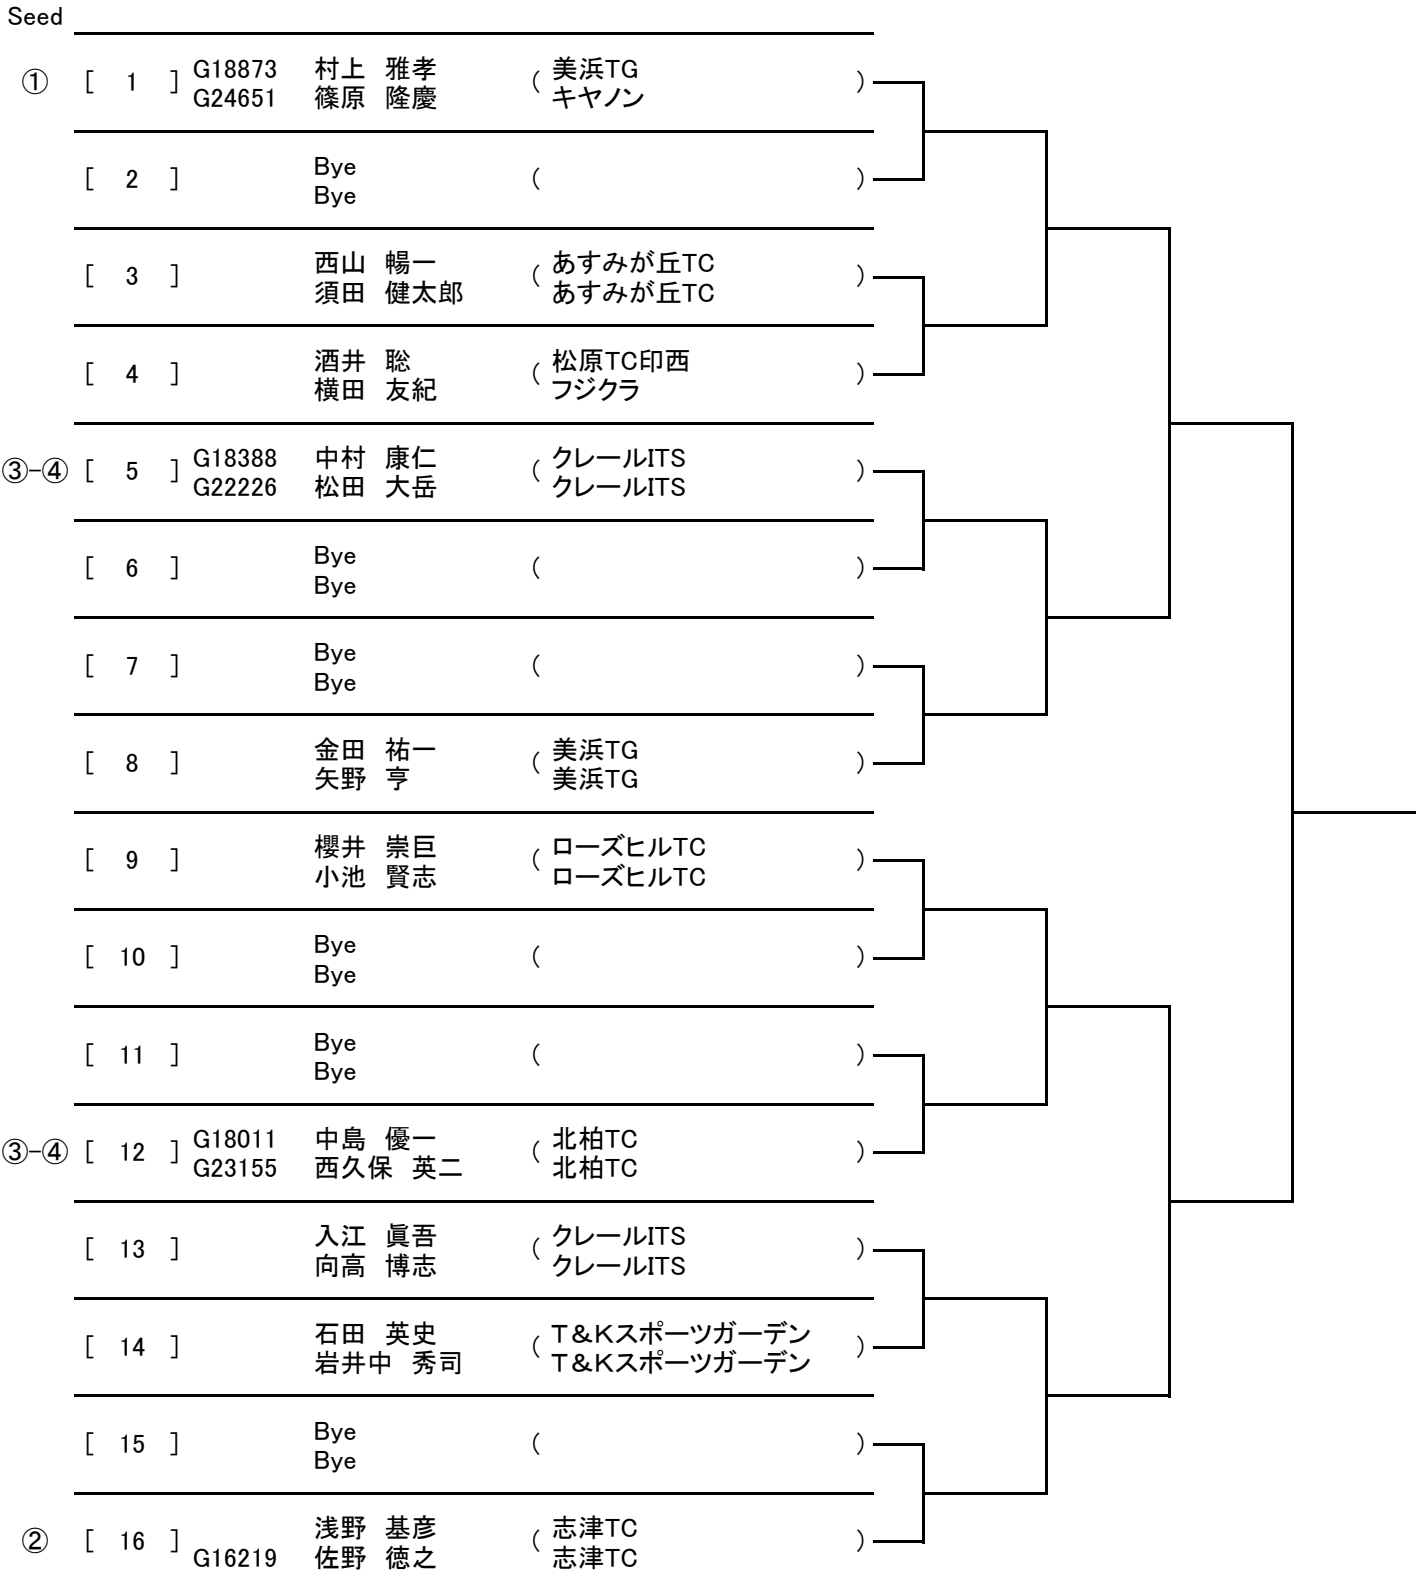 Seed
① [ 1 ] G18873 村上 雅孝 ( 美浜TG )
G24651 篠原 隆慶 キヤノン
[ 2 ] Bye ( )
Bye
[ 3 ] 西山 暢一 ( あすみが丘TC )
須田 健太郎 あすみが丘TC
[ 4 ] 酒井 聡 ( 松原TC印西 )
横田 友紀 フジクラ
③-④ [ 5 ] G18388 中村 康仁 ( クレールITS )
G22226 松田 大岳 クレールITS
[ 6 ] Bye ( )
Bye
[ 7 ] Bye ( )
Bye
[ 8 ] 金田 祐一 ( 美浜TG )
矢野 亨 美浜TG
[ 9 ] 櫻井 崇巨 ( ローズヒルTC )
小池 賢志 ローズヒルTC
[ 10 ] Bye ( )
Bye
[ 11 ] Bye ( )
Bye
③-④ [ 12 ] G18011 中島 優一 ( 北柏TC )
G23155 西久保 英二 北柏TC
[ 13 ] 入江 眞吾 ( クレールITS )
向高 博志 クレールITS
[ 14 ] 石田 英史 ( T&Kスポーツガーデン )
岩井中 秀司 T&Kスポーツガーデン
[ 15 ] Bye ( )
Bye
② [ 16 ] 浅野 基彦 ( 志津TC )
G16219 佐野 徳之 志津TC